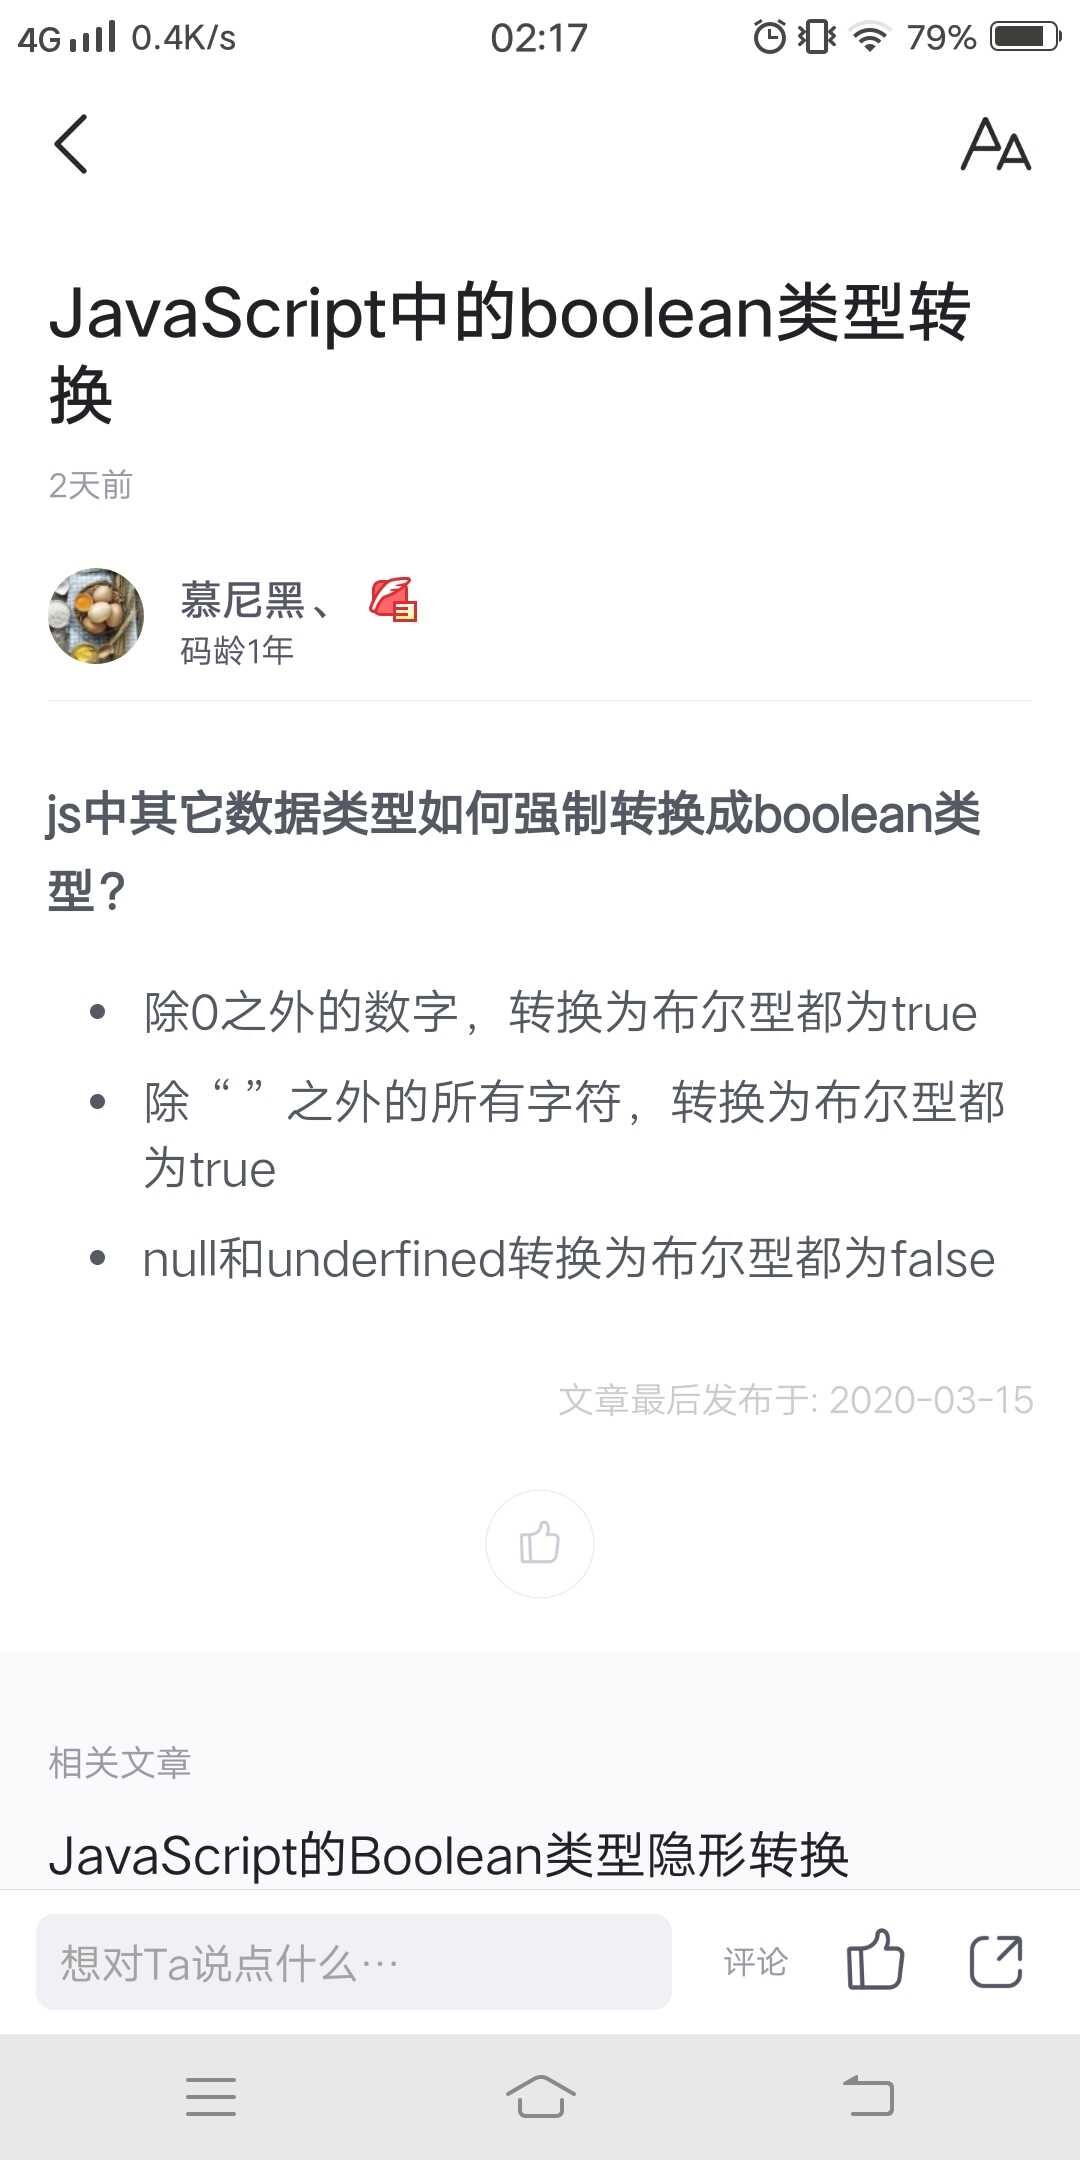 4G 0.4K/s 02:17 79%
JavaScript中的boolean类型转
换
2天前
慕尼黑、
码龄1年
js中其它数据类型如何强制转换成boolean类
型?
除0之外的数字，转换为布尔型都为true
除“ ”之外的所有字符，转换为布尔型都
为true
null和underfined转换为布尔型都为false
文章最后发布于: 2020-03-15
相关文章
JavaScript的Boolean类型隐形转换
想对Ta说点什么… 评论